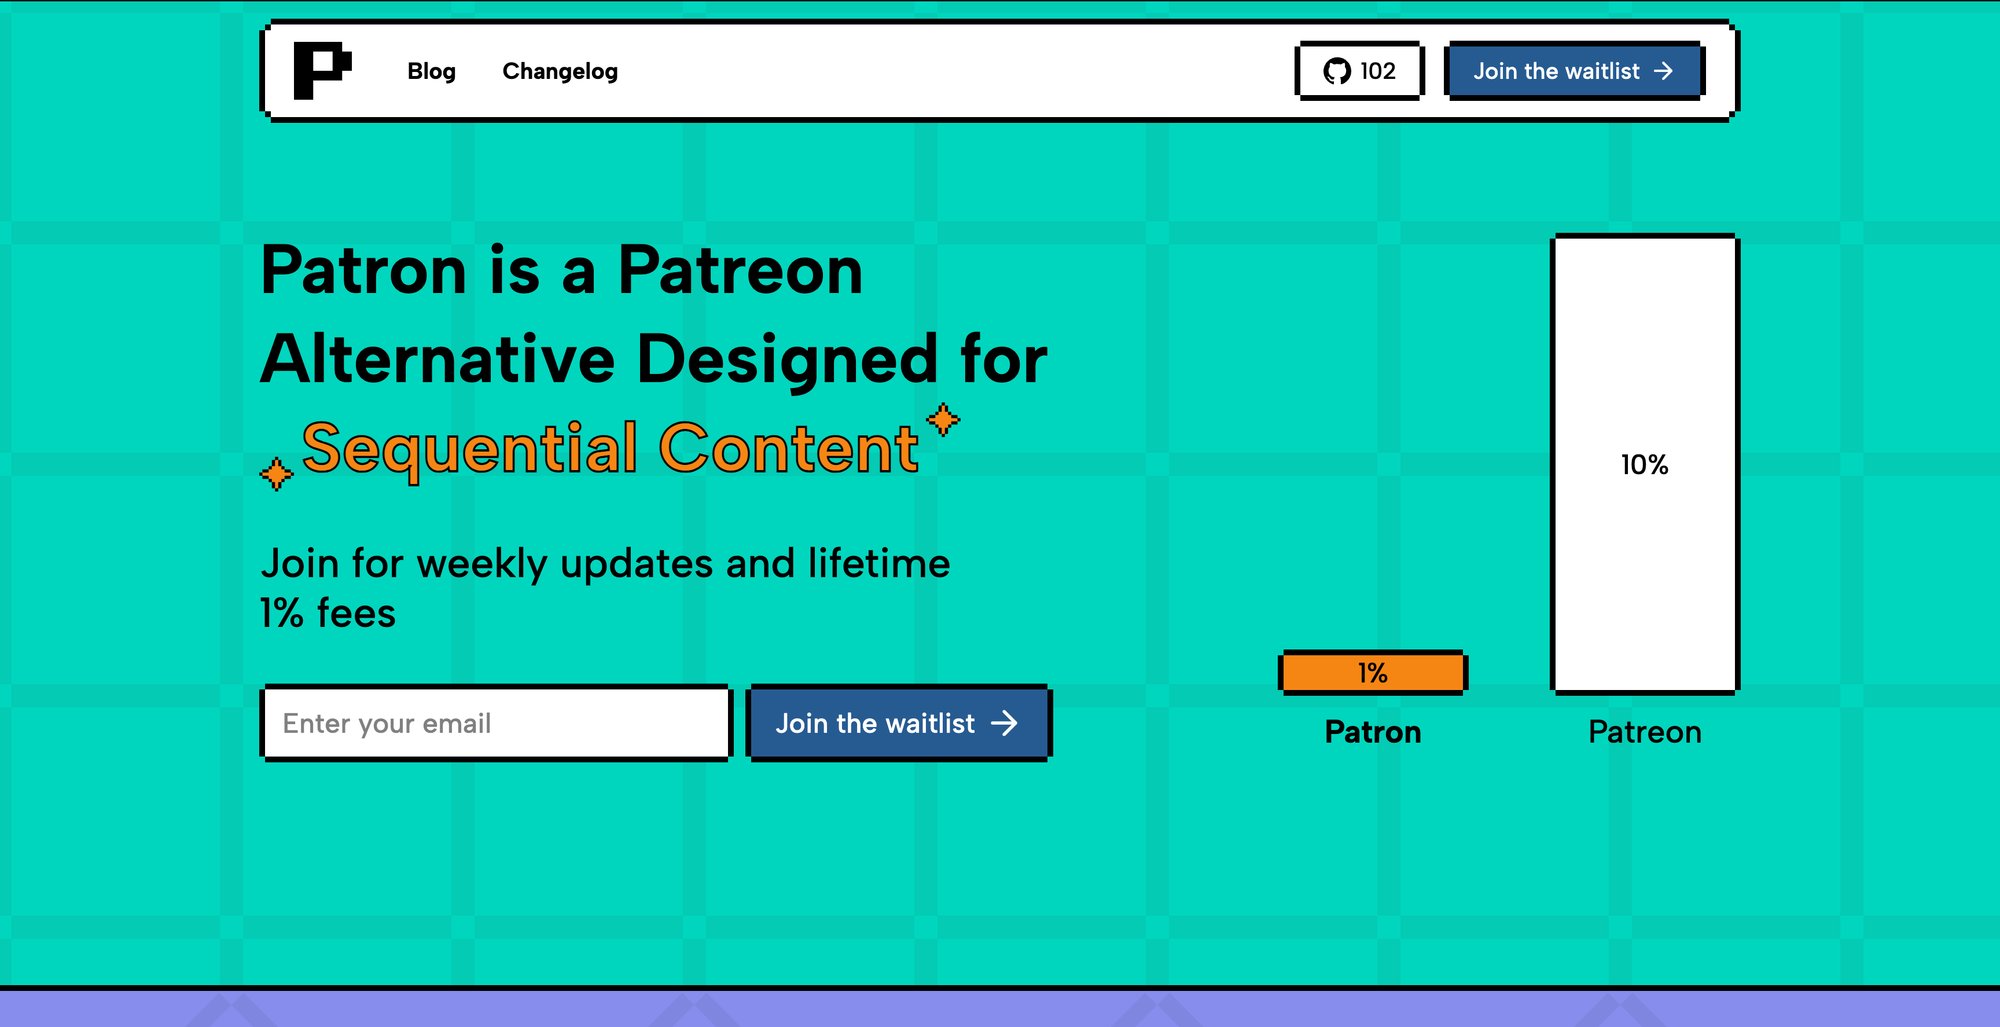 P
Blog
Changelog
102
Join the waitlist →
Patron is a Patreon
Alternative Designed for
Sequential Content
Join for weekly updates and lifetime
1% fees
Enter your email
Join the waitlist →
10%
1%
Patron
Patreon